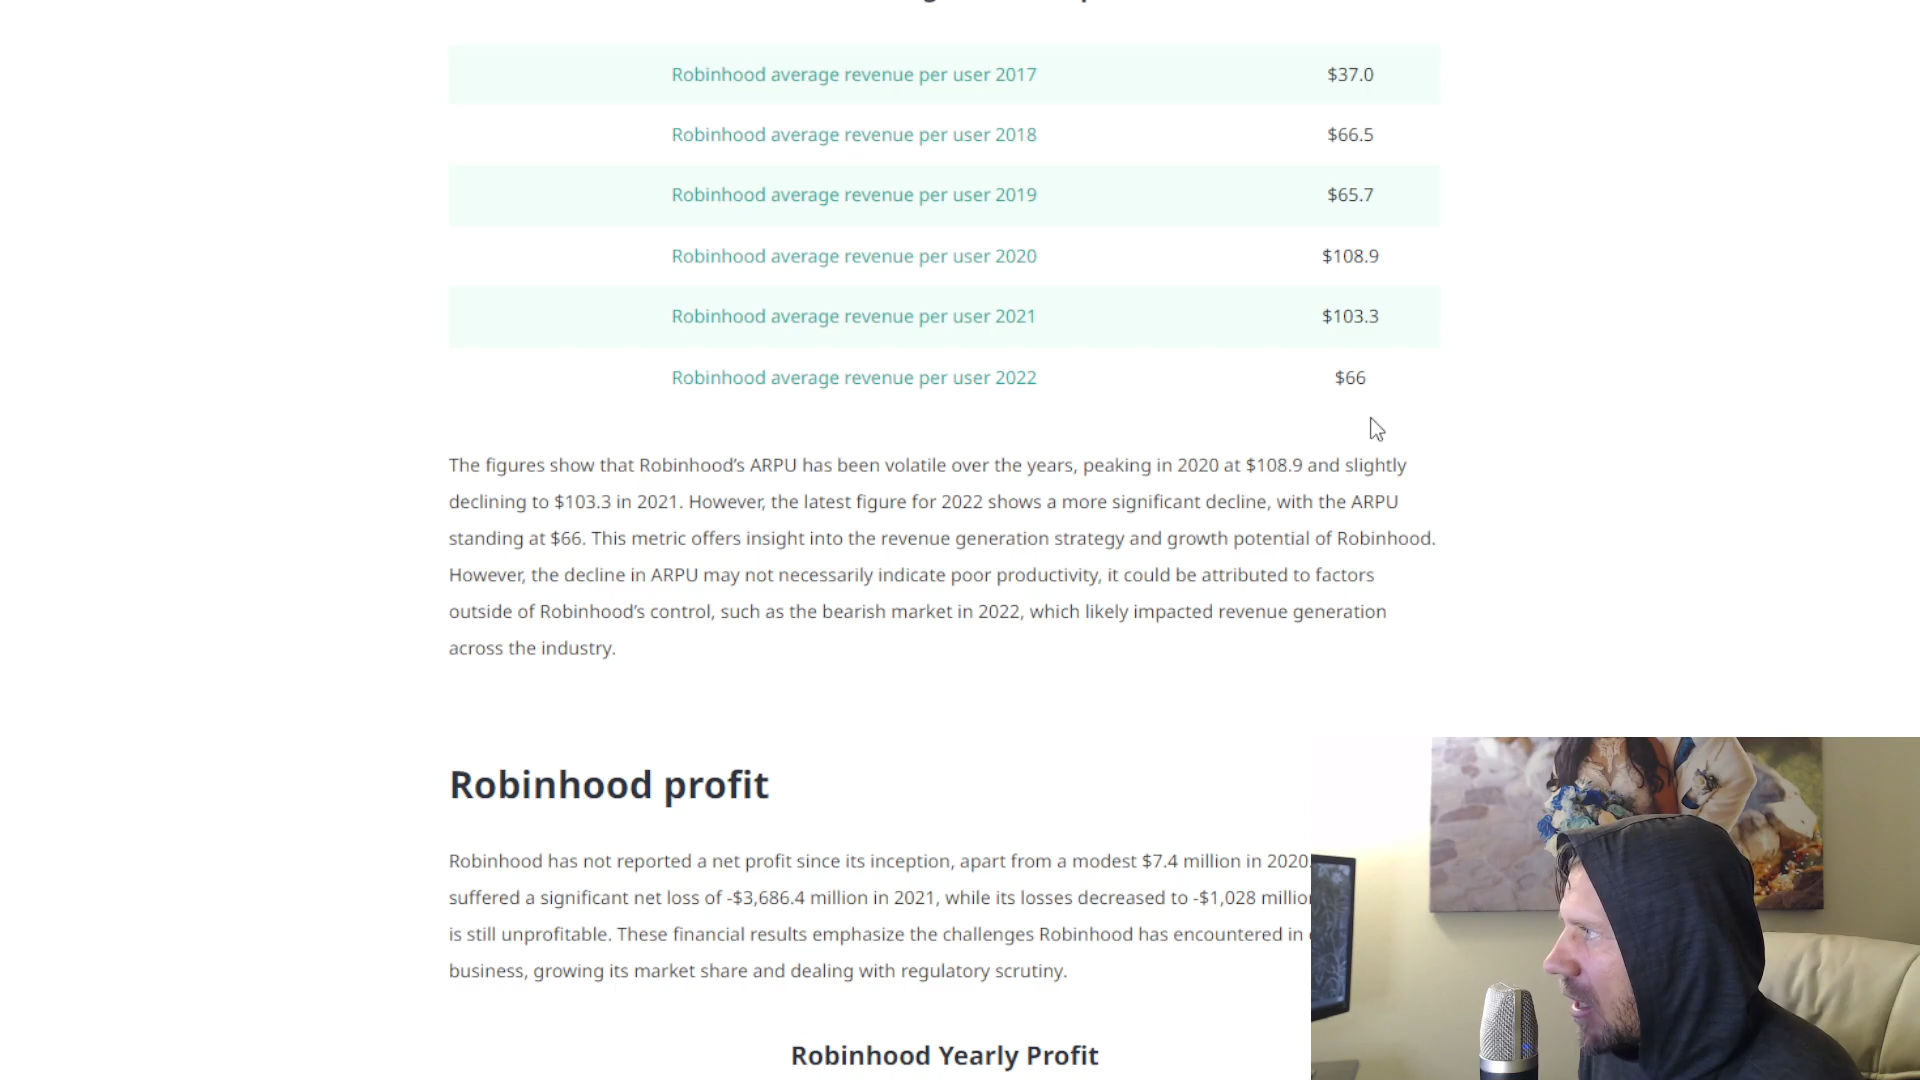 Robinhood average revenue per user 2017 $37.0
Robinhood average revenue per user 2018 $66.5
Robinhood average revenue per user 2019 $65.7
Robinhood average revenue per user 2020 $108.9
Robinhood average revenue per user 2021 $103.3
Robinhood average revenue per user 2022 $66
The figures show that Robinhood’s ARPU has been volatile over the years, peaking in 2020 at $108.9 and slightly
declining to $103.3 in 2021. However, the latest figure for 2022 shows a more significant decline, with the ARPU
standing at $66. This metric offers insight into the revenue generation strategy and growth potential of Robinhood.
However, the decline in ARPU may not necessarily indicate poor productivity, it could be attributed to factors
outside of Robinhood’s control, such as the bearish market in 2022, which likely impacted revenue generation
across the industry.
Robinhood profit
Robinhood has not reported a net profit since its inception, apart from a modest $7.4 million in 2020.
suffered a significant net loss of -$3,686.4 million in 2021, while its losses decreased to -$1,028 million
is still unprofitable. These financial results emphasize the challenges Robinhood has encountered in
business, growing its market share and dealing with regulatory scrutiny.
Robinhood Yearly Profit